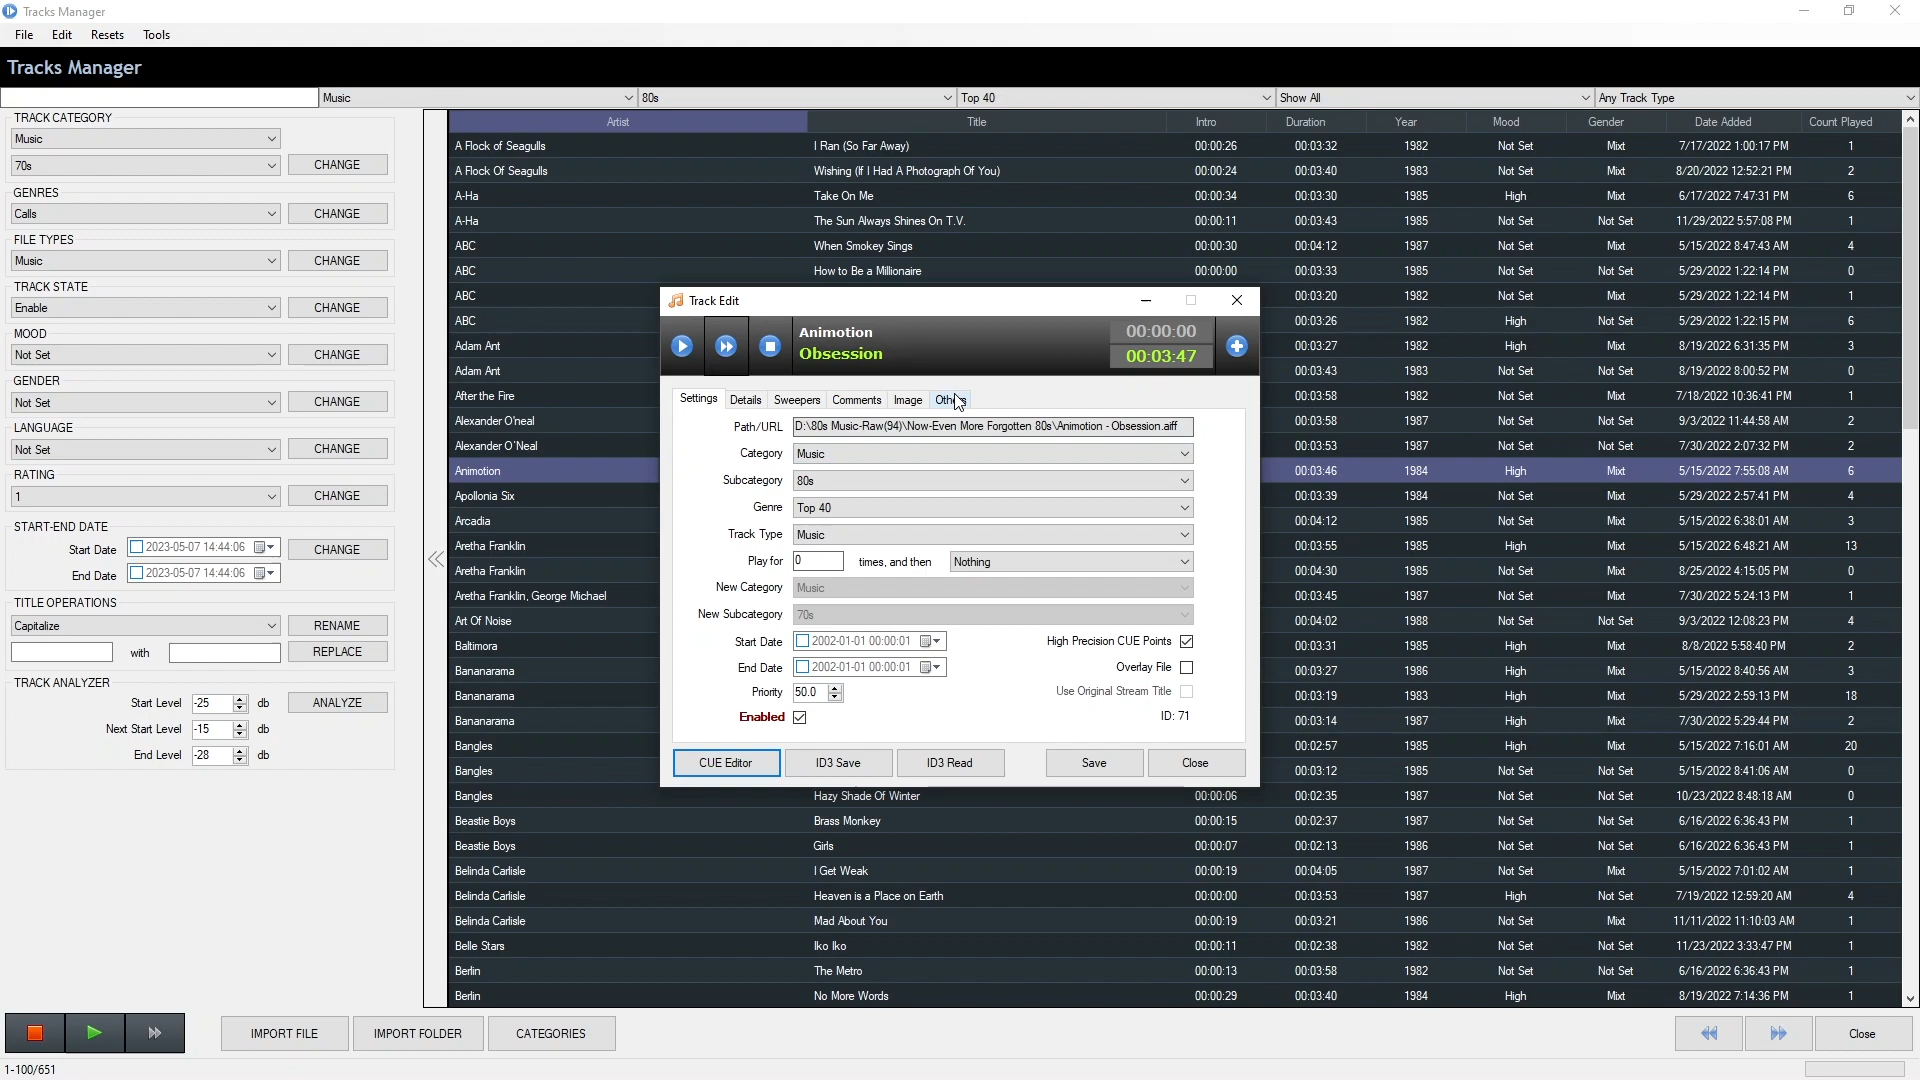 Tracks Manager
File Edit Resets Tools
Tracks Manager
Music 80s Top 40 Show All Any Track Type
TRACK CATEGORY
Music
70s CHANGE
GENRES
Calls CHANGE
FILE TYPES
Music CHANGE
TRACK STATE
Enable CHANGE
MOOD
Not Set CHANGE
GENDER
Not Set CHANGE
LANGUAGE
Not Set CHANGE
RATING
1 CHANGE
START-END DATE
Start Date 2023-05-07 14:44:06 CHANGE
End Date 2023-05-07 14:44:06
TITLE OPERATIONS
Capitalize RENAME
with REPLACE
TRACK ANALYZER
Start Level -25 db ANALYZE
Next Start Level -15 db
End Level -28 db
Artist Title Intro Duration Year Mood Gender Date Added Count Played
A Flock of Seagulls I Ran (So Far Away) 00:00:26 00:03:32 1982 Not Set Mixt 7/17/2022 1:00:17 PM 1
A Flock Of Seagulls Wishing (If I Had A Photograph Of You) 00:00:24 00:03:40 1983 Not Set Mixt 8/20/2022 12:52:21 PM 2
A-Ha Take On Me 00:00:34 00:03:30 1985 High Mixt 6/17/2022 7:47:31 PM 6
A-Ha The Sun Always Shines On T.V. 00:00:11 00:03:43 1985 Not Set Not Set 11/29/2022 5:57:08 PM 1
ABC When Smokey Sings 00:00:30 00:04:12 1987 Not Set Mixt 5/15/2022 8:47:43 AM 4
ABC How to Be a Millionaire 00:00:00 00:03:33 1985 Not Set Not Set 5/29/2022 1:22:14 PM 0
ABC 00:03:20 1982 Not Set Mixt 5/29/2022 1:22:14 PM 1
ABC 00:03:26 1982 High Not Set 5/29/2022 1:22:15 PM 6
Adam Ant 00:03:27 1982 High Mixt 8/19/2022 6:31:35 PM 3
Adam Ant 00:03:43 1983 Not Set Not Set 8/19/2022 8:00:52 PM 0
After the Fire 00:03:58 1982 Not Set Mixt 7/18/2022 10:36:41 PM 1
Alexander O'neal 00:03:58 1987 Not Set Not Set 9/3/2022 11:44:58 AM 2
Alexander O'Neal 00:03:53 1987 Not Set Not Set 7/30/2022 2:07:32 PM 2
Animotion 00:03:46 1984 High Mixt 5/15/2022 7:55:08 AM 6
Apollonia Six 00:03:39 1984 Not Set Not Set 5/29/2022 2:57:41 PM 4
Arcadia 00:04:12 1985 Not Set Mixt 5/15/2022 6:38:01 AM 3
Aretha Franklin 00:03:55 1985 High Mixt 5/15/2022 6:48:21 AM 13
Aretha Franklin 00:04:30 1985 Not Set Mixt 8/25/2022 4:15:05 PM 0
Aretha Franklin, George Michael 00:03:45 1987 Not Set Mixt 7/30/2022 5:24:13 PM 1
Art Of Noise 00:04:02 1988 Not Set Not Set 9/3/2022 12:08:23 PM 4
Baltimora 00:03:31 1985 High Mixt 8/8/2022 5:58:40 PM 2
Bananarama 00:03:27 1986 High Mixt 5/15/2022 8:40:56 AM 3
Bananarama 00:03:19 1983 High Mixt 5/29/2022 2:59:13 PM 18
Bananarama 00:03:14 1987 High Mixt 7/30/2022 5:29:44 PM 2
Bangles 00:02:57 1985 High Mixt 5/15/2022 7:16:01 AM 20
Bangles 00:03:12 1985 Not Set Not Set 5/15/2022 8:41:06 AM 0
Bangles Hazy Shade Of Winter 00:00:06 00:02:35 1987 Not Set Not Set 10/23/2022 8:48:18 AM 0
Beastie Boys Brass Monkey 00:00:15 00:02:37 1987 Not Set Not Set 6/16/2022 6:36:43 PM 1
Beastie Boys Girls 00:00:07 00:02:13 1986 Not Set Not Set 6/16/2022 6:36:43 PM 1
Belinda Carlisle I Get Weak 00:00:19 00:04:05 1987 Not Set Mixt 5/15/2022 7:01:02 AM 1
Belinda Carlisle Heaven is a Place on Earth 00:00:00 00:03:53 1987 High Not Set 7/19/2022 12:59:20 AM 4
Belinda Carlisle Mad About You 00:00:19 00:03:21 1986 Not Set Mixt 11/11/2022 11:10:03 AM 1
Belle Stars Iko Iko 00:00:11 00:02:38 1982 Not Set Not Set 11/23/2022 3:33:47 PM 1
Berlin The Metro 00:00:13 00:03:58 1982 Not Set Not Set 6/16/2022 6:36:43 PM 1
Berlin No More Words 00:00:29 00:03:40 1984 High Mixt 8/19/2022 7:14:36 PM 1
Track Edit
Animotion 00:00:00
Obsession 00:03:47
Settings Details Sweepers Comments Image
Path/URL D:\80s Music-Raw(94)\Now-Even More Forgotten 80s\Animotion - Obsession.aiff
Category Music
Subcategory 80s
Genre Top 40
Track Type Music
Play for 0 times, and then Nothing
New Category Music
New Subcategory 70s
Start Date 2002-01-01 00:00:01 High Precision CUE Points
End Date 2002-01-01 00:00:01 Overlay File
Priority 50.0 Use Original Stream Title
Enabled ID: 71
CUE Editor ID3 Save ID3 Read Save Close
IMPORT FILE IMPORT FOLDER CATEGORIES Close
1-100/651